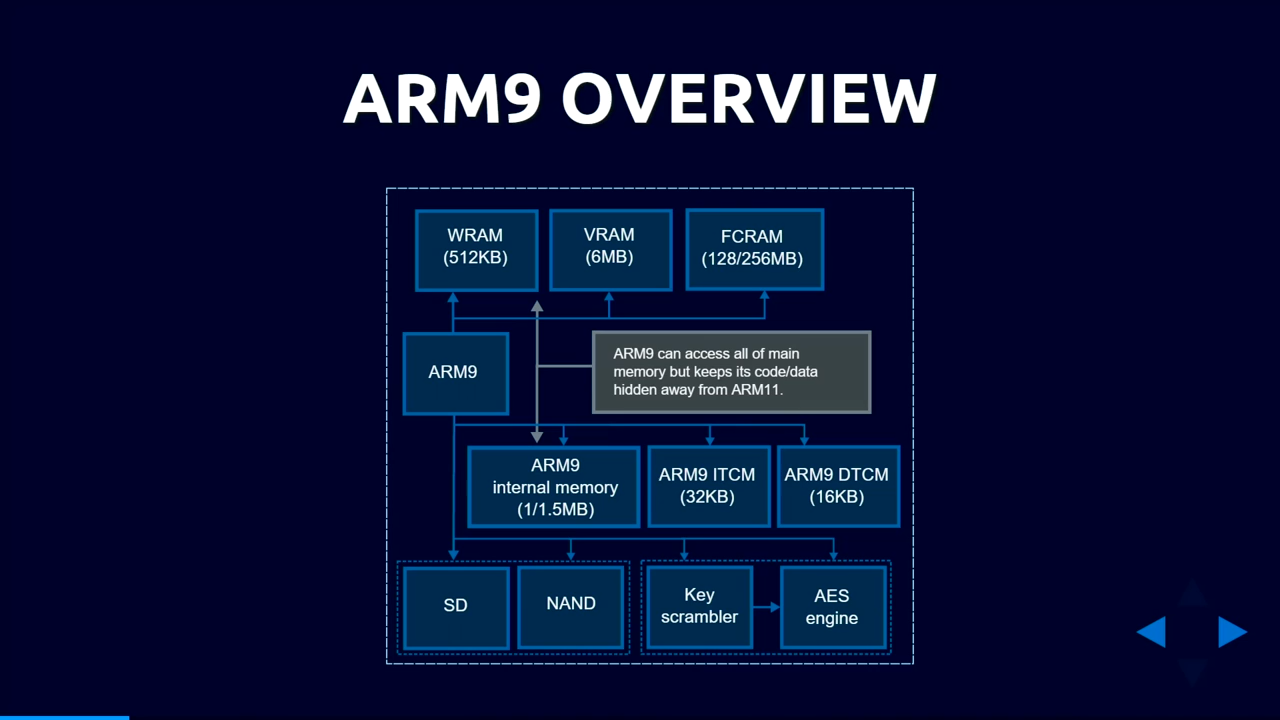 ARM9 OVERVIEW
WRAM
(512KB)
VRAM
(6MB)
FCRAM
(128/256MB)
ARM9
ARM9 can access all of main
memory but keeps its code/data
hidden away from ARM11.
ARM9
internal memory
(1/1.5MB)
ARM9 ITCM
(32KB)
ARM9 DTCM
(16KB)
SD
NAND
Key
scrambler
AES
engine